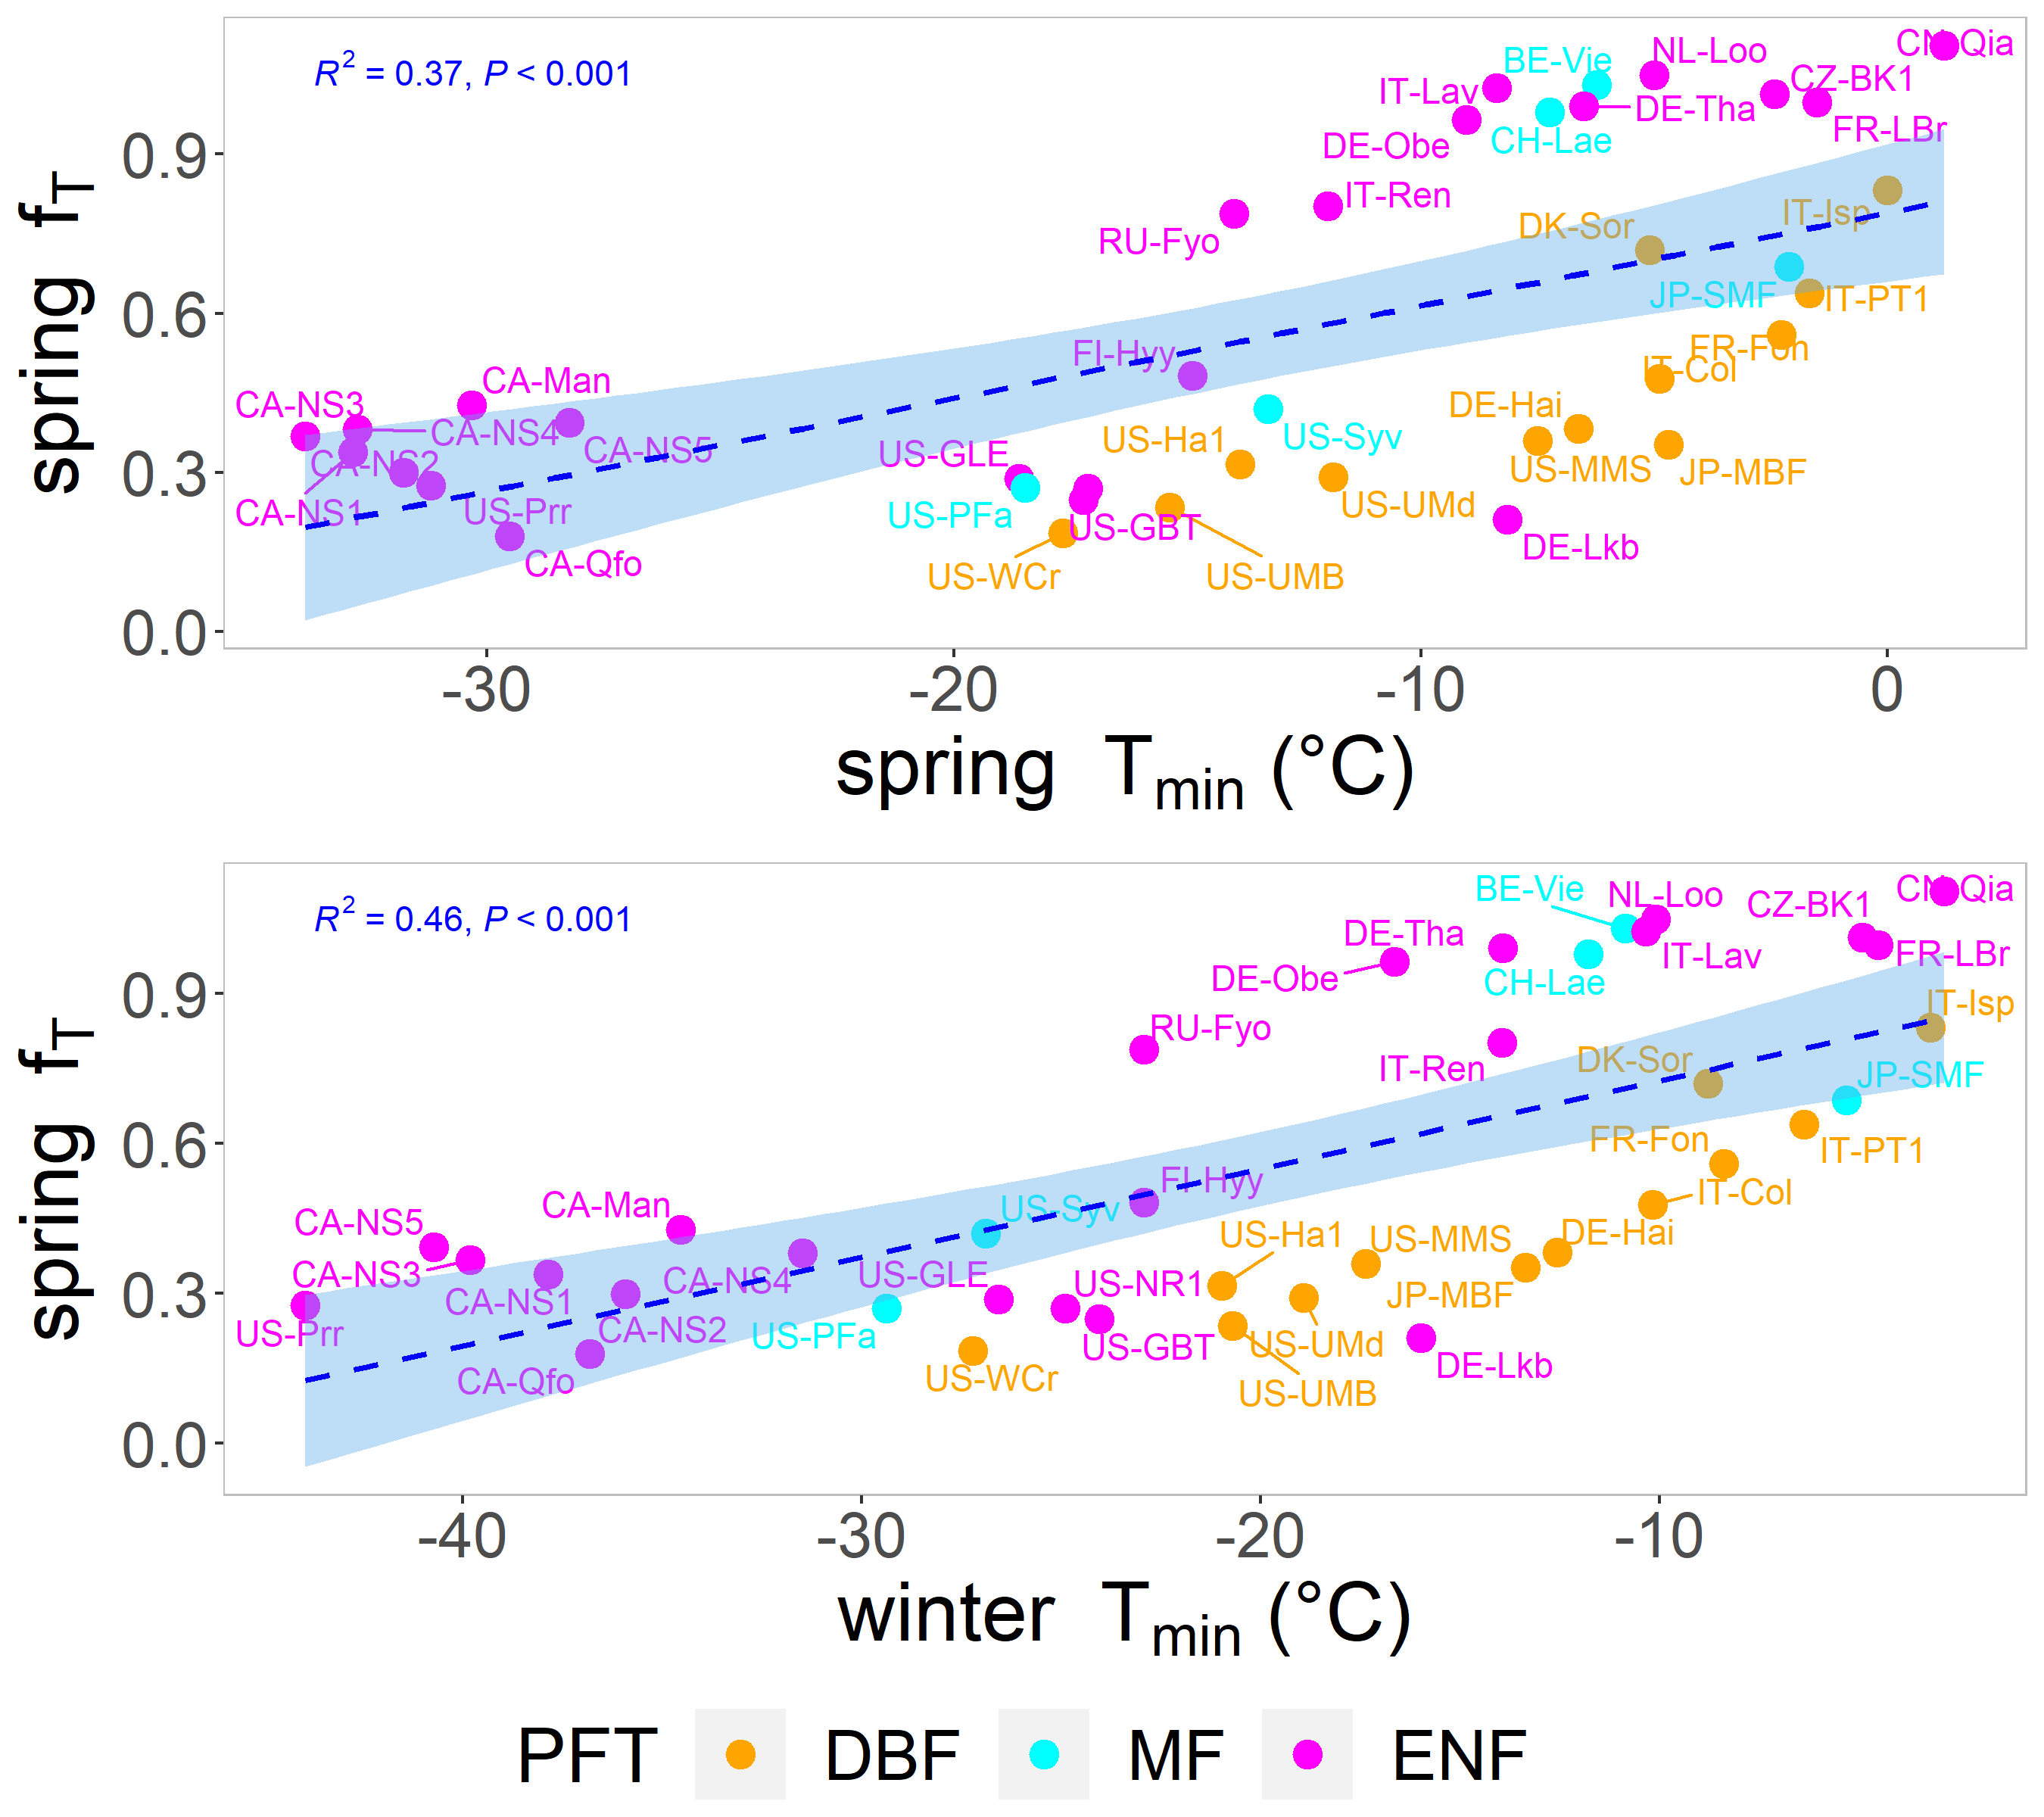 R² = 0.37, P < 0.001
CN-Qia
NL-Loo
BE-Vie
CZ-BK1
IT-Lav
DE-Tha
FR-LBr
CH-Lae
DE-Obe
IT-Ren
RU-Fyo
DK-Sor
IT-Isp
JP-SMF
IT-PT1
FR-Fon
IT-Col
FI-Hyy
CA-Man
CA-NS3
CA-NS4
CA-NS5
CA-NS2
CA-NS1
US-Prr
CA-Qfo
US-GLE
US-Ha1
US-Syv
DE-Hai
US-MMS
JP-MBF
US-PFa
US-GBT
US-UMd
DE-Lkb
US-WCr
US-UMB
0.9
0.6
0.3
0.0
spring fT
-30 -20 -10 0
spring Tmin (°C)
R² = 0.46, P < 0.001
BE-Vie
NL-Loo
CZ-BK1
CN-Qia
DE-Tha
IT-Lav
FR-LBr
DE-Obe
CH-Lae
IT-Isp
RU-Fyo
IT-Ren
DK-Sor
JP-SMF
FR-Fon
IT-PT1
IT-Col
FI-Hyy
US-Syv
CA-Man
CA-NS5
US-Ha1
US-MMS
DE-Hai
CA-NS3
CA-NS4
US-GLE
US-NR1
JP-MBF
CA-NS1
CA-NS2
US-Prr
US-PFa
US-GBT
US-UMd
DE-Lkb
CA-Qfo
US-WCr
US-UMB
0.9
0.6
0.3
0.0
spring fT
-40 -30 -20 -10
winter Tmin (°C)
PFT DBF MF ENF